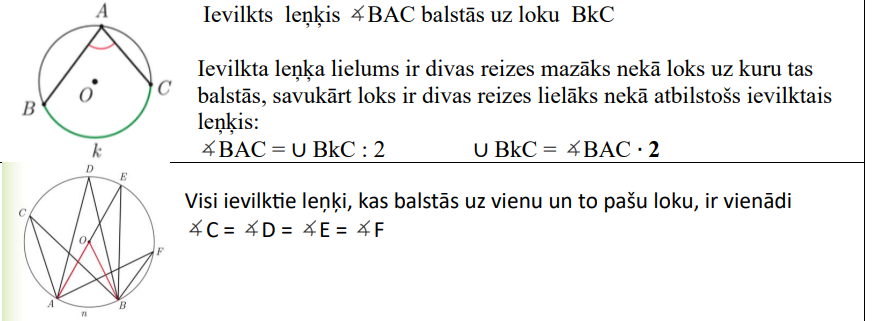 A
B
O
C
k
Ievilkts leņķis ∢BAC balstās uz loku BkC
Ievilkta leņķa lielums ir divas reizes mazāks nekā loks uz kuru tas
balstās, savukārt loks ir divas reizes lielāks nekā atbilstošs ievilktais
leņķis:
∢BAC = ∪ BkC : 2 ∪ BkC = ∢BAC · 2
D
E
C
O
F
A
B
n
Visi ievilktie leņķi, kas balstās uz vienu un to pašu loku, ir vienādi
∢C = ∢D = ∢E = ∢F